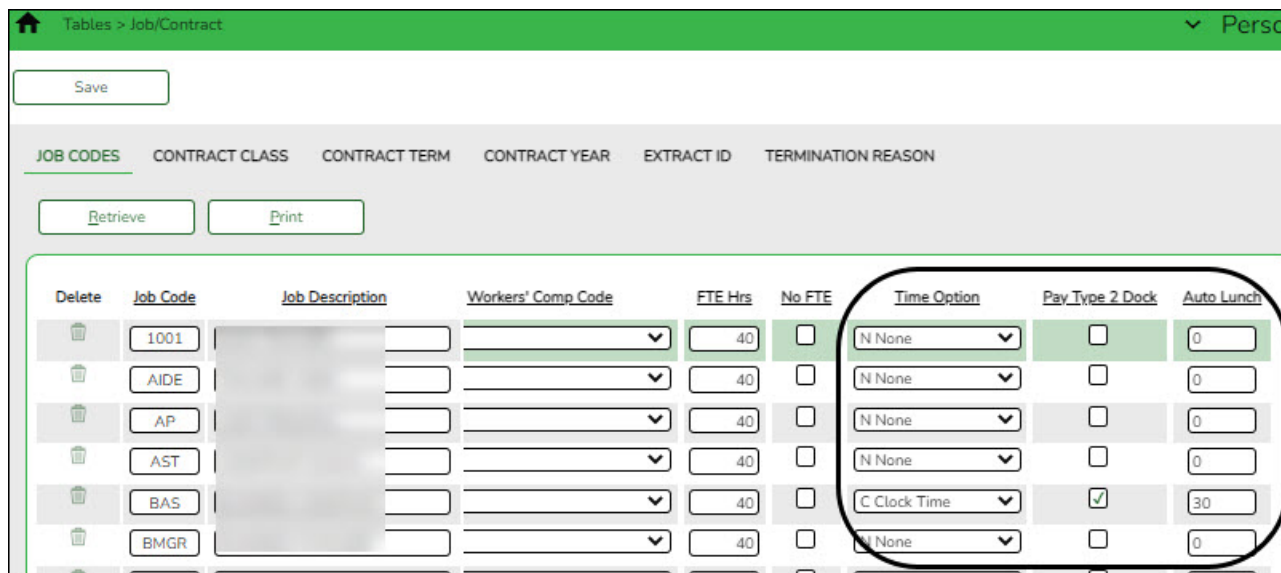 Tables > Job/Contract
Save
JOB CODES CONTRACT CLASS CONTRACT TERM CONTRACT YEAR EXTRACT ID TERMINATION REASON
Retrieve Print
Delete Job Code Job Description Workers' Comp Code FTE Hrs No FTE Time Option Pay Type 2 Dock Auto Lunch
1001 40 N None 0
AIDE 40 N None 0
AP 40 N None 0
AST 40 N None 0
BAS 40 C Clock Time 30
BMGR 40 N None 0